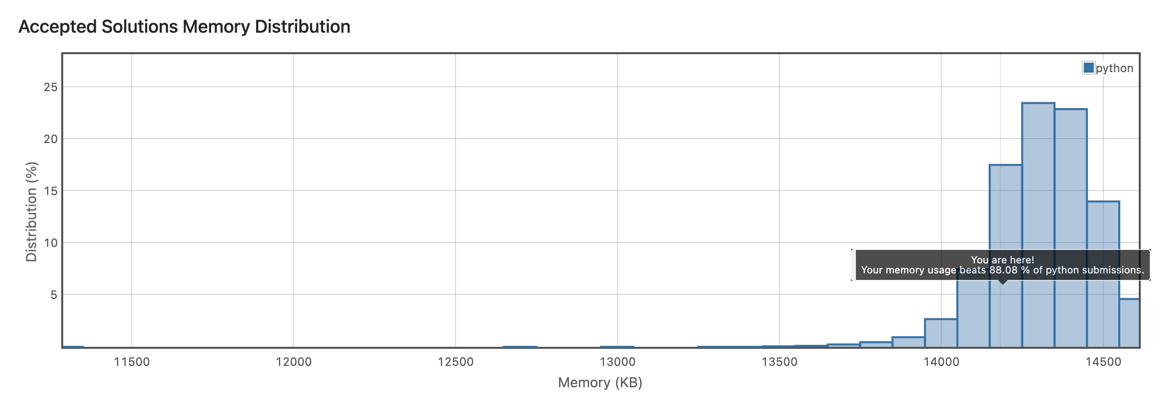 Accepted Solutions Memory Distribution
python
25
20
15
10
5
Distribution (%)
You are here!
Your memory usage beats 88.08 % of python submissions.
11500 12000 12500 13000 13500 14000 14500
Memory (KB)